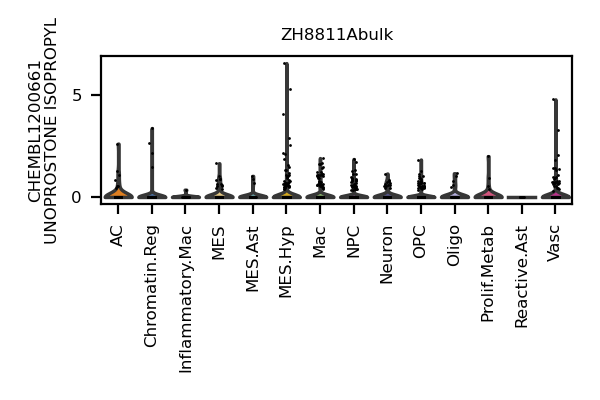 ZH8811Abulk
CHEMBL1200661
UNOPROSTONE ISOPROPYL
5
0
AC
Chromatin.Reg
Inflammatory.Mac
MES
MES.Ast
MES.Hyp
Mac
NPC
Neuron
OPC
Oligo
Prolif.Metab
Reactive.Ast
Vasc